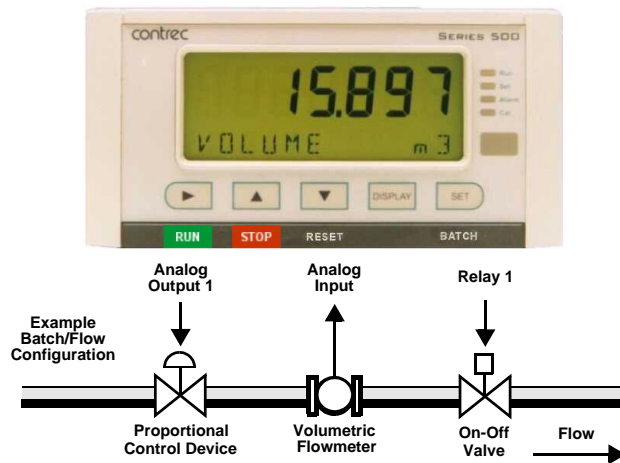 contrec SERIES 500
15.897
VOLUME m3
Run
Set
Alarm
Cal
DISPLAY SET
RUN STOP RESET BATCH
Analog Output 1
Analog Input
Relay 1
Example Batch/Flow Configuration
Proportional Control Device
Volumetric Flowmeter
On-Off Valve
Flow